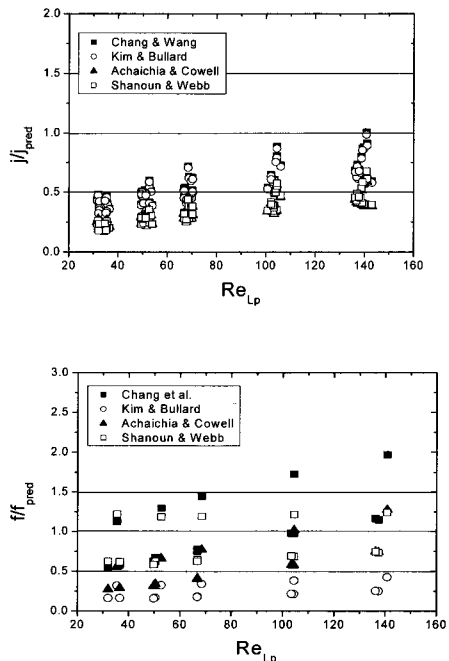 2.0
1.5
1.0
0.5
0.0
j/j_pred
Chang & Wang
Kim & Bullard
Achaichia & Cowell
Shanoun & Webb
20 40 60 80 100 120 140 160
Re_Lp
3.0
2.5
2.0
1.5
1.0
0.5
0.0
f/f_pred
Chang et al.
Kim & Bullard
Achaichia & Cowell
Shanoun & Webb
20 40 60 80 100 120 140 160
Re_Lp